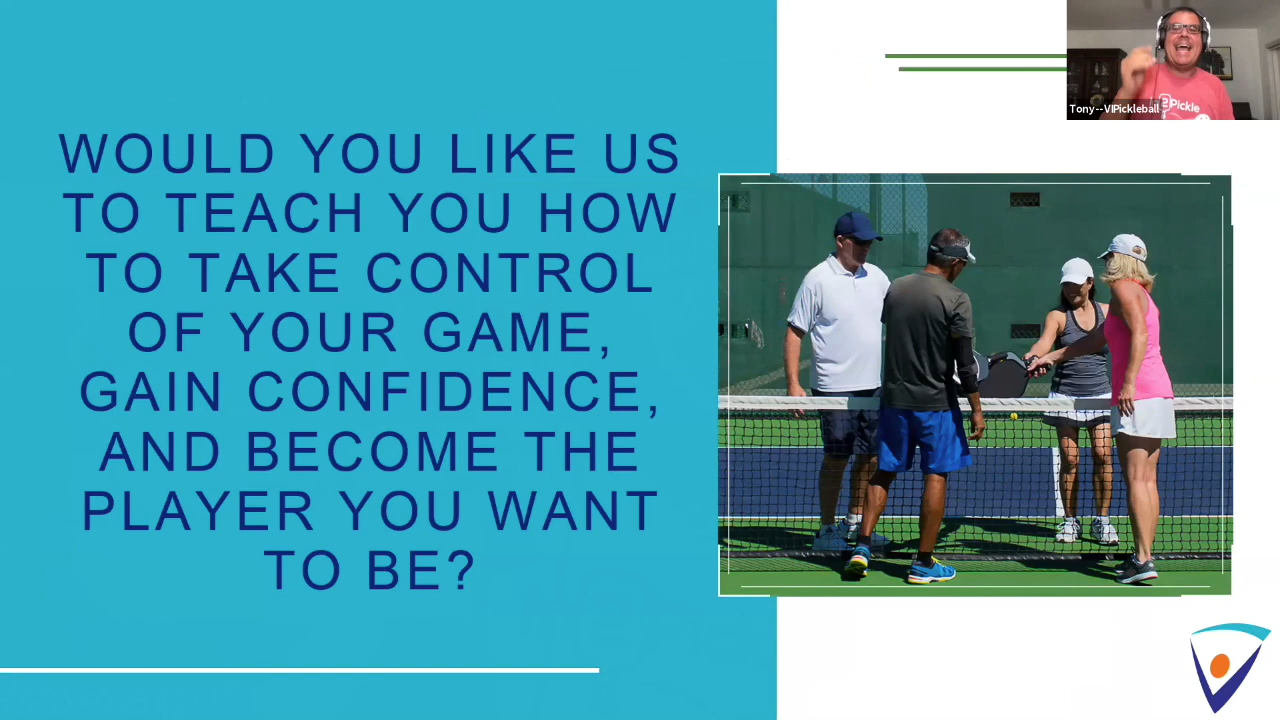 WOULD YOU LIKE US
TO TEACH YOU HOW
TO TAKE CONTROL
OF YOUR GAME,
GAIN CONFIDENCE,
AND BECOME THE
PLAYER YOU WANT
TO BE?
Pickle
Tony--VIPickleball